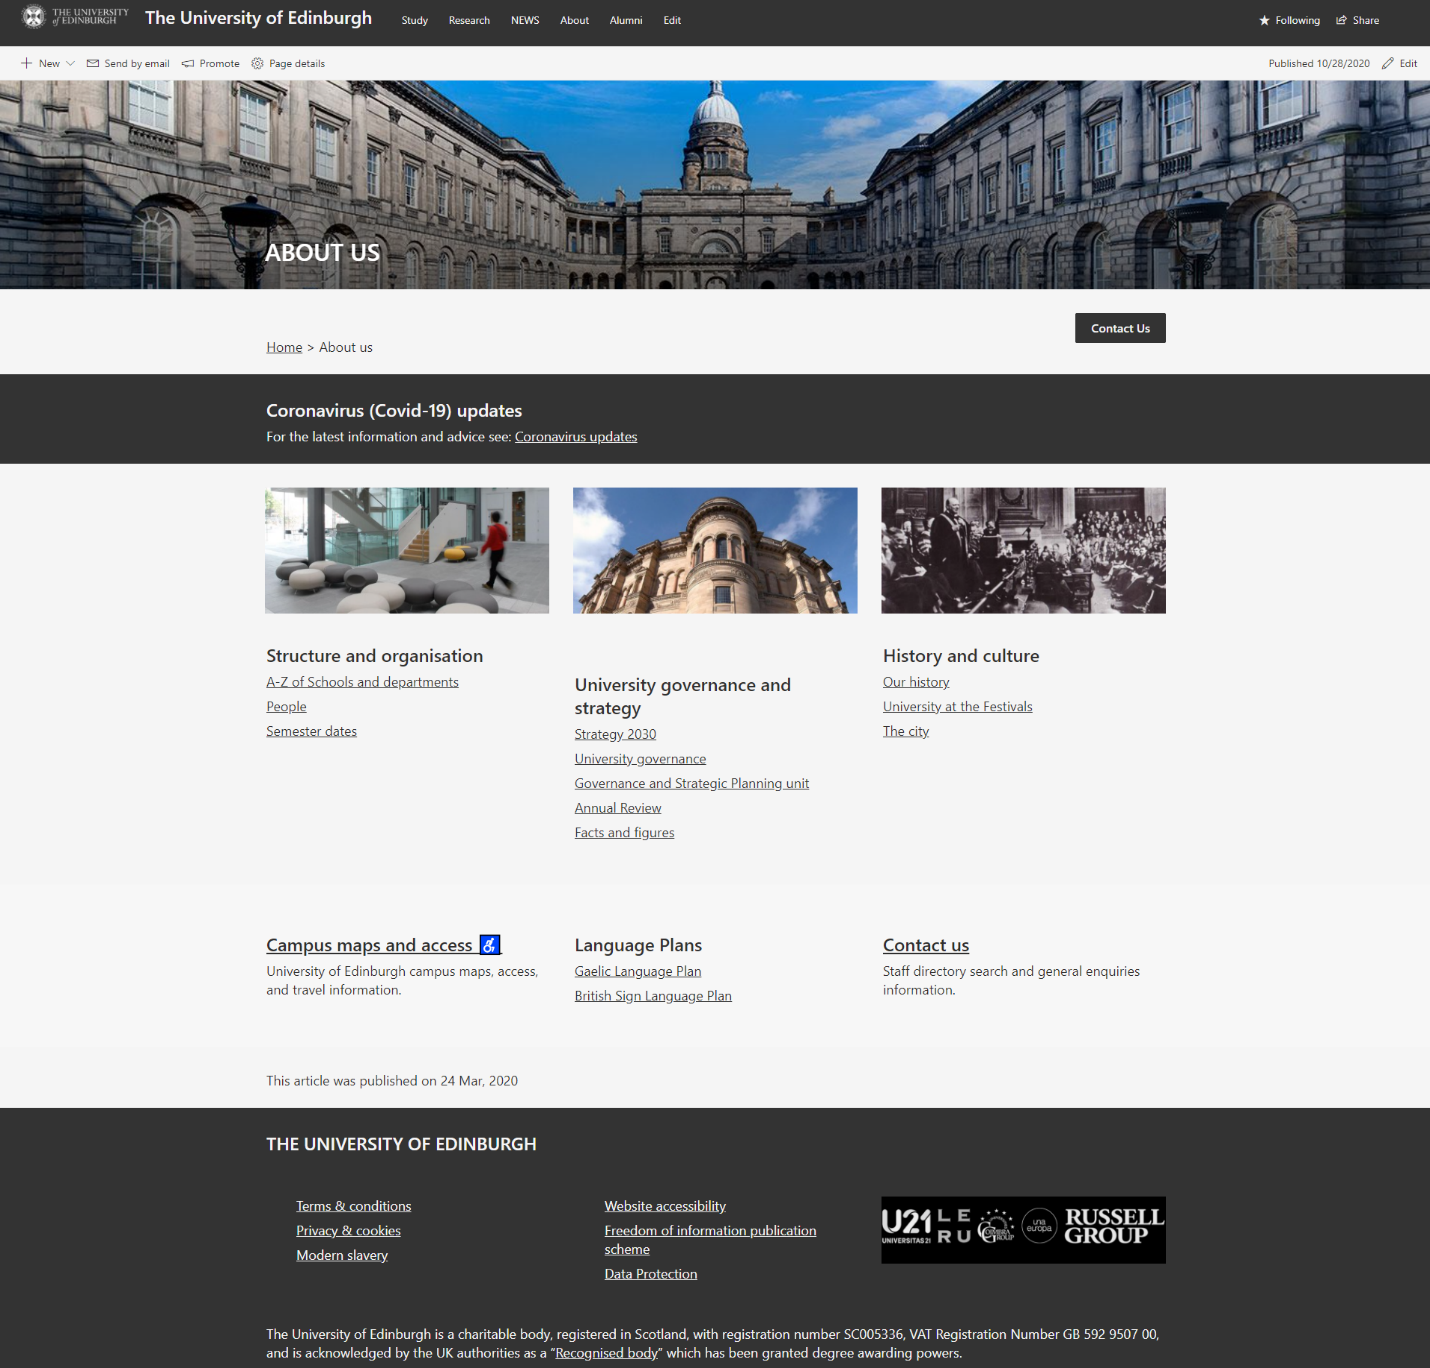 THE UNIVERSITY
of EDINBURGH
The University of Edinburgh
Study Research NEWS About Alumni Edit
Following Share
New Send by email Promote Page details
Published 10/28/2020 Edit
ABOUT US
Contact Us
Home > About us
Coronavirus (Covid-19) updates
For the latest information and advice see: Coronavirus updates
Structure and organisation
A-Z of Schools and departments
People
Semester dates
University governance and
strategy
Strategy 2030
University governance
Governance and Strategic Planning unit
Annual Review
Facts and figures
History and culture
Our history
University at the Festivals
The city
Campus maps and access
University of Edinburgh campus maps, access,
and travel information.
Language Plans
Gaelic Language Plan
British Sign Language Plan
Contact us
Staff directory search and general enquiries
information.
This article was published on 24 Mar, 2020
THE UNIVERSITY OF EDINBURGH
Terms & conditions
Privacy & cookies
Modern slavery
Website accessibility
Freedom of information publication
scheme
Data Protection
U21
UNIVERSITAS 21
LE
RU
COIMBRA
GROUP
una
europa
RUSSELL
GROUP
The University of Edinburgh is a charitable body, registered in Scotland, with registration number SC005336, VAT Registration Number GB 592 9507 00,
and is acknowledged by the UK authorities as a “Recognised body” which has been granted degree awarding powers.